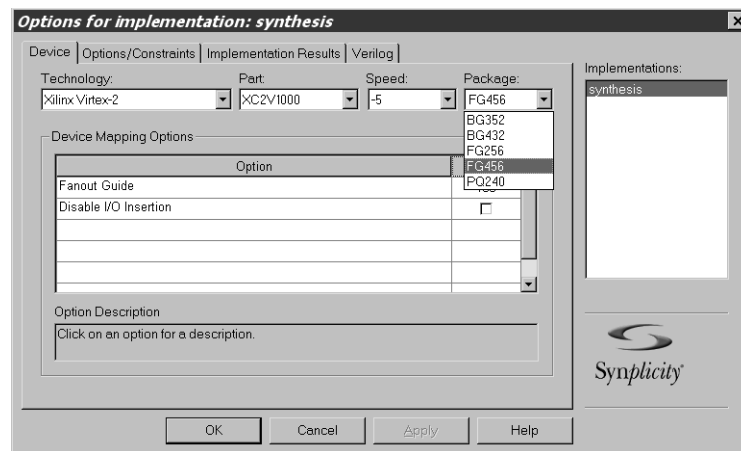 Options for implementation: synthesis
Device Options/Constraints Implementation Results Verilog
Technology: Part: Speed: Package:
Xilinx Virtex-2 XC2V1000 -5 FG456
BG352
BG432
FG256
FG456
PQ240
Device Mapping Options
Option
Fanout Guide
Disable I/O Insertion
Option Description
Click on an option for a description.
OK Cancel Apply Help
Implementations:
synthesis
Synplicity